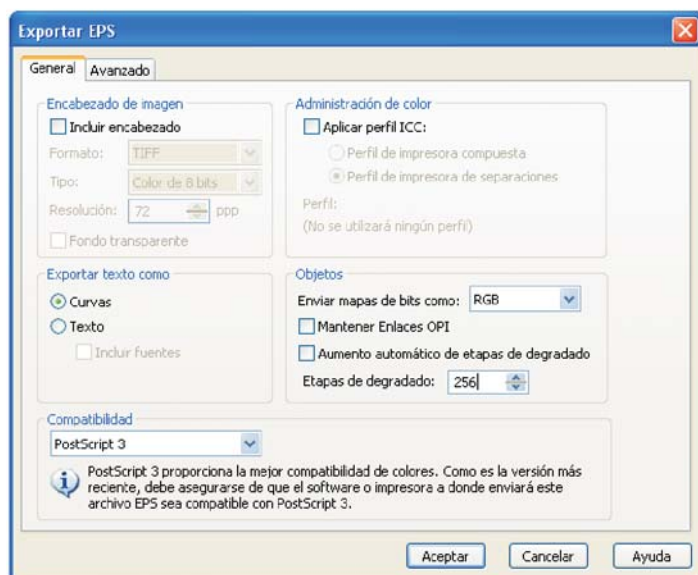 Exportar EPS
General
Avanzado
Encabezado de imagen
Incluir encabezado
Formato: TIFF
Tipo: Color de 8 bits
Resolución: 72 ppp
Fondo transparente
Administración de color
Aplicar perfil ICC:
Perfil de impresora compuesta
Perfil de impresora de separaciones
Perfil:
(No se utilizará ningún perfil)
Exportar texto como
Curvas
Texto
Incluir fuentes
Objetos
Enviar mapas de bits como: RGB
Mantener Enlaces OPI
Aumento automático de etapas de degradado
Etapas de degradado: 256
Compatibilidad
PostScript 3
PostScript 3 proporciona la mejor compatibilidad de colores. Como es la versión más
reciente, debe asegurarse de que el software o impresora a donde enviará este
archivo EPS sea compatible con PostScript 3.
Aceptar
Cancelar
Ayuda